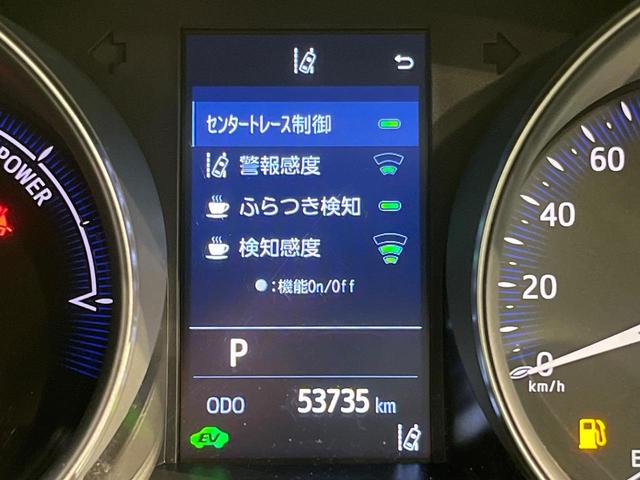 センタートレース制御
警報感度
ふらつき検知
検知感度
●:機能On/Off
P
ODO 53735 km
EV
POWER
60
40
20
0
km/h
E